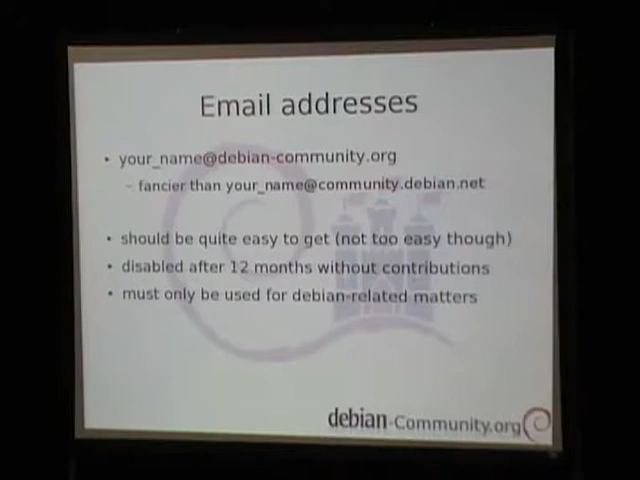 Email addresses
• your_name@debian-community.org
– fancier than your_name@community.debian.net
• should be quite easy to get (not too easy though)
• disabled after 12 months without contributions
• must only be used for debian-related matters
debian-Community.org